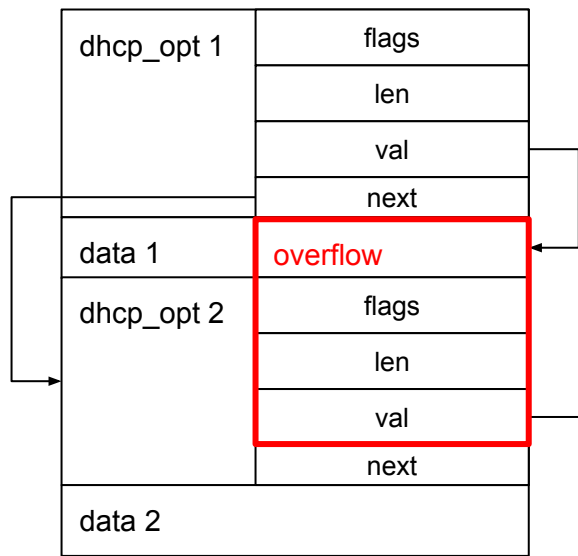 dhcp_opt 1
flags
len
val
next
data 1
overflow
dhcp_opt 2
flags
len
val
next
data 2